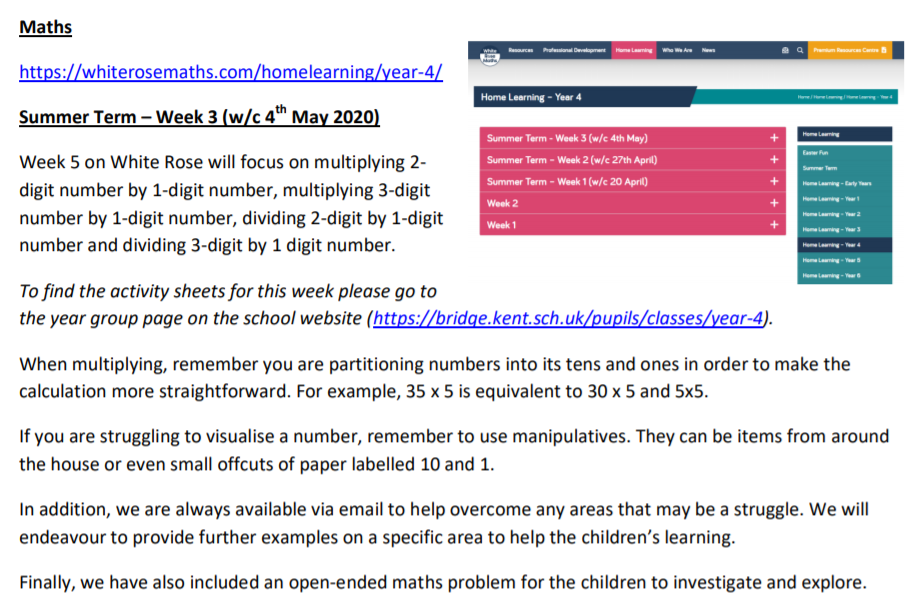 Maths
https://whiterosemaths.com/homelearning/year-4/
Summer Term – Week 3 (w/c 4th May 2020)
Week 5 on White Rose will focus on multiplying 2-
digit number by 1-digit number, multiplying 3-digit
number by 1-digit number, dividing 2-digit by 1-digit
number and dividing 3-digit by 1 digit number.
To find the activity sheets for this week please go to
the year group page on the school website (https://bridge.kent.sch.uk/pupils/classes/year-4).
White Rose Maths
Resources Professional Development Home Learning Who We Are News Premium Resources Centre
Home Learning – Year 4
Home / Home Learning / Home Learning – Year 4
Summer Term - Week 3 (w/c 4th May) +
Summer Term – Week 2 (w/c 27th April) +
Summer Term – Week 1 (w/c 20 April) +
Week 2 +
Week 1 +
Home Learning
Easter Fun
Summer Term
Home Learning – Early Years
Home Learning – Year 1
Home Learning – Year 2
Home Learning – Year 3
Home Learning – Year 4
Home Learning – Year 5
Home Learning – Year 6
When multiplying, remember you are partitioning numbers into its tens and ones in order to make the
calculation more straightforward. For example, 35 x 5 is equivalent to 30 x 5 and 5x5.
If you are struggling to visualise a number, remember to use manipulatives. They can be items from around
the house or even small offcuts of paper labelled 10 and 1.
In addition, we are always available via email to help overcome any areas that may be a struggle. We will
endeavour to provide further examples on a specific area to help the children’s learning.
Finally, we have also included an open-ended maths problem for the children to investigate and explore.